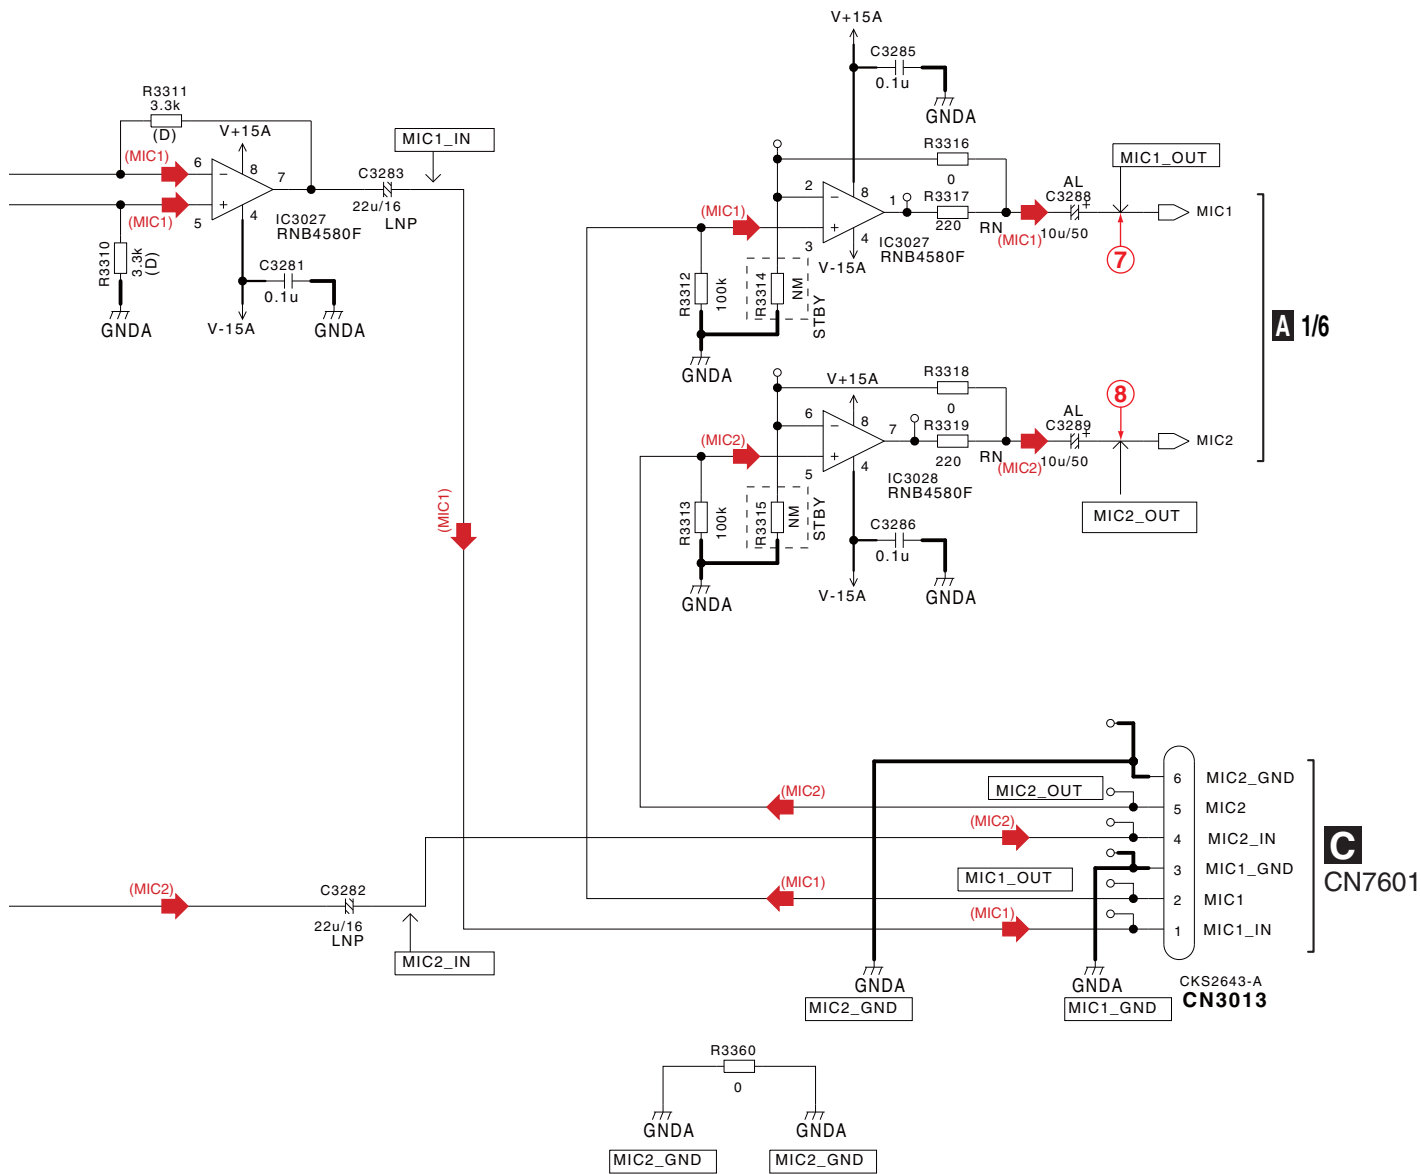 R3311
3.3k
(D)
V+15A
(MIC1)
6
8
7
5
4
(MIC1)
IC3027
RNB4580F
R3310
3.3k
(D)
C3281
0.1u
GNDA
V-15A
GNDA
MIC1_IN
C3283
22u/16
LNP
V+15A
C3285
0.1u
GNDA
R3316
0
2
8
1
R3317
220
RN
(MIC1)
3
4
V-15A
IC3027
RNB4580F
(MIC1)
AL
C3288
+
10u/50
MIC1_OUT
MIC1
7
R3312
100k
R3314
NM
STBY
GNDA
A 1/6
V+15A
R3318
0
6
8
7
R3319
220
RN
(MIC2)
5
4
IC3028
RNB4580F
(MIC2)
AL
C3289
+
10u/50
8
MIC2
MIC2_OUT
R3313
100k
R3315
NM
STBY
GNDA
C3286
0.1u
V-15A
GNDA
(MIC1)
6 MIC2_GND
MIC2_OUT
(MIC2)
5 MIC2
(MIC2)
4 MIC2_IN
3 MIC1_GND
MIC1_OUT
(MIC1)
2 MIC1
(MIC1)
1 MIC1_IN
C
CN7601
(MIC2)
C3282
22u/16
LNP
MIC2_IN
GNDA
MIC2_GND
GNDA
MIC1_GND
CKS2643-A
CN3013
R3360
0
GNDA
GNDA
MIC2_GND
MIC2_GND